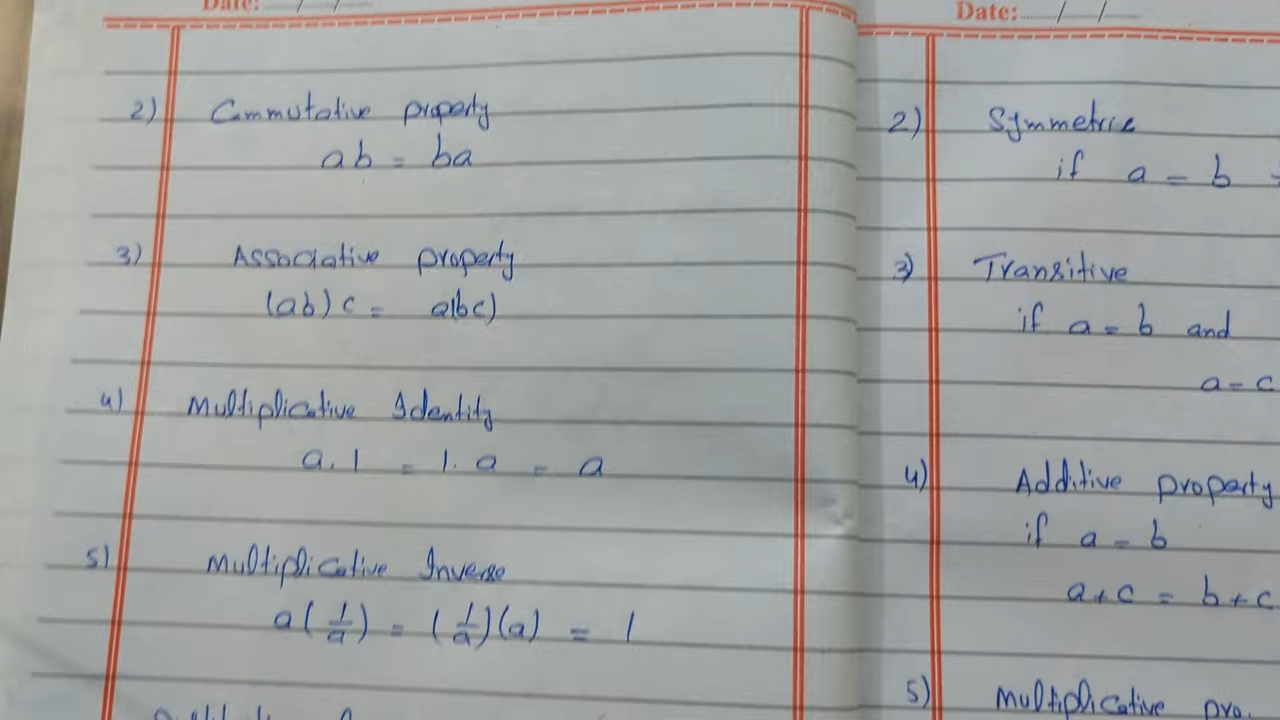 Date: / /
2) Commutative property
ab = ba
3) Associative property
(ab)c = a(bc)
4) Multiplicative Identity
a.1 = 1.a = a
5) Multiplicative Inverse
a(1/a) = (1/a)(a) = 1
Date: / /
2) Symmetric
if a = b
3) Transitive
if a = b and
a = c
4) Additive property
if a = b
a+c = b+c
5) Multiplicative pro.